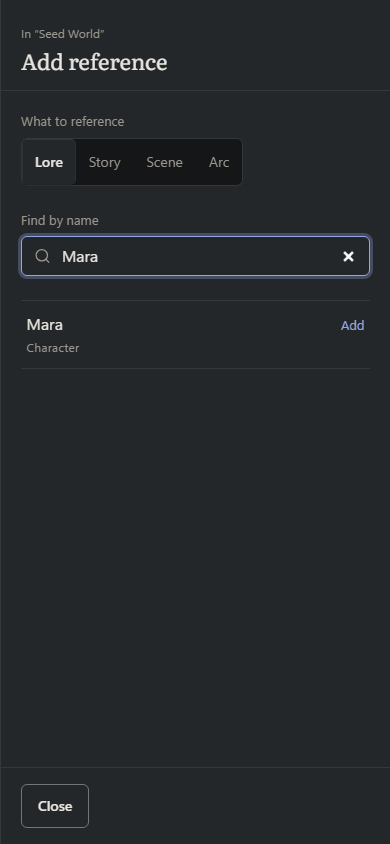 In “Seed World”
Add reference
What to reference
Lore Story Scene Arc
Find by name
Mara
Mara
Add
Character
Close